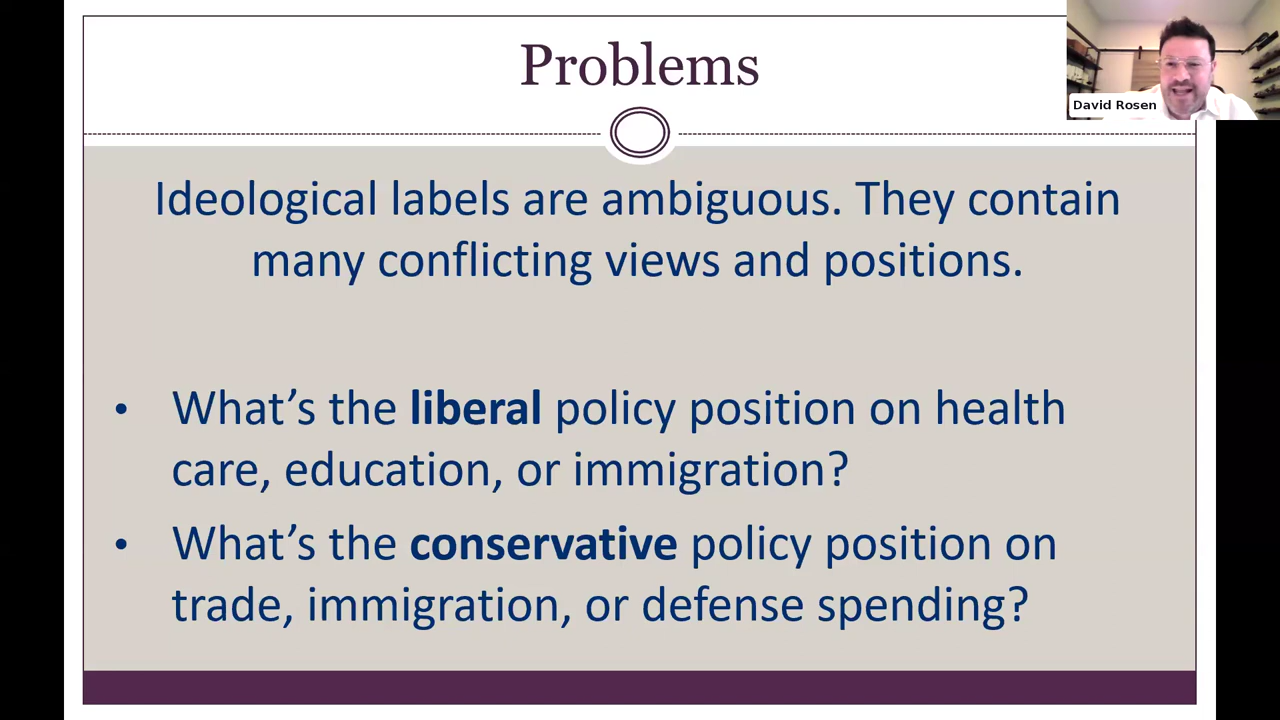 Problems
David Rosen
Ideological labels are ambiguous. They contain
many conflicting views and positions.
• What’s the liberal policy position on health
care, education, or immigration?
• What’s the conservative policy position on
trade, immigration, or defense spending?